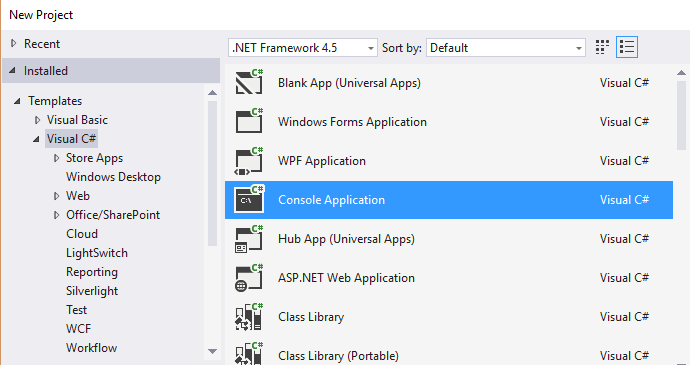 New Project
Recent
Installed
Templates
Visual Basic
Visual C#
Store Apps
Windows Desktop
Web
Office/SharePoint
Cloud
LightSwitch
Reporting
Silverlight
Test
WCF
Workflow
.NET Framework 4.5 Sort by: Default
C# Blank App (Universal Apps) Visual C#
C# Windows Forms Application Visual C#
C# WPF Application Visual C#
C# C:\ Console Application Visual C#
C# Hub App (Universal Apps) Visual C#
C# ASP.NET Web Application Visual C#
C# Class Library Visual C#
C# Class Library (Portable) Visual C#